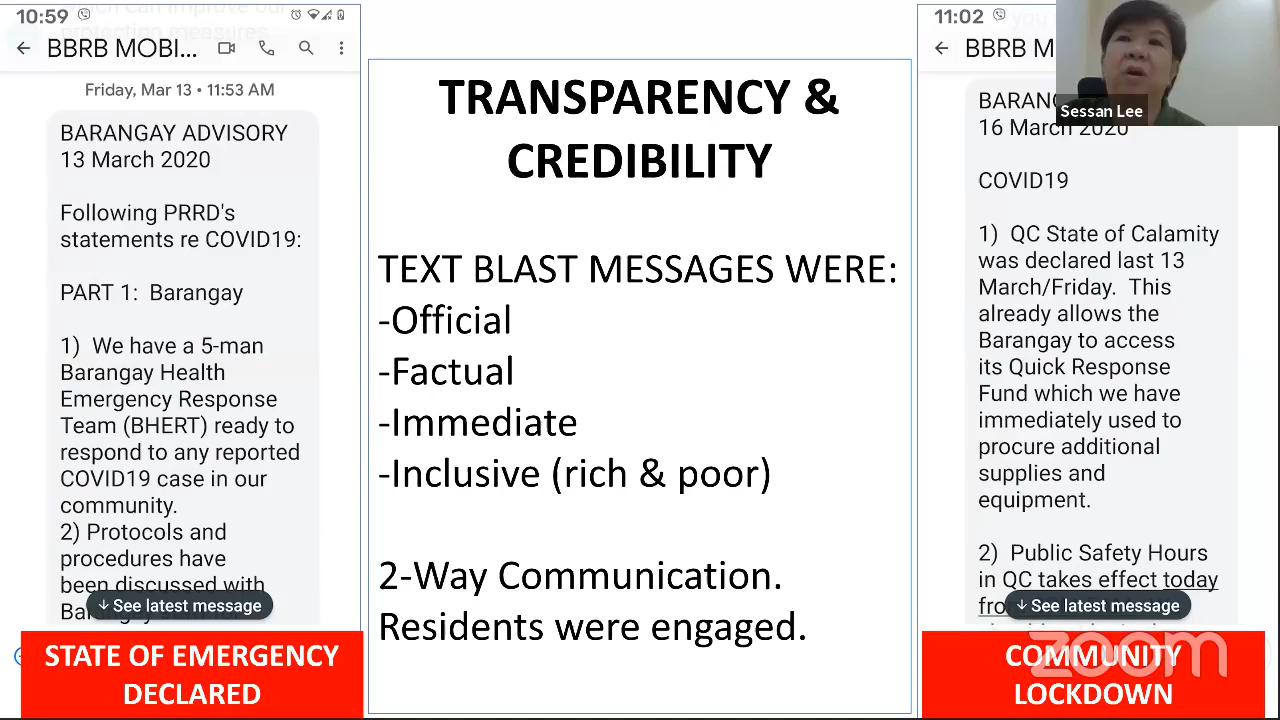 10:59
BBRB MOBI...
Friday, Mar 13 • 11:53 AM
BARANGAY ADVISORY
13 March 2020
Following PRRD's
statements re COVID19:
PART 1: Barangay
1) We have a 5-man
Barangay Health
Emergency Response
Team (BHERT) ready to
respond to any reported
COVID19 case in our
community.
2) Protocols and
procedures have
been discussed with
↓ See latest message
STATE OF EMERGENCY
DECLARED
TRANSPARENCY &
CREDIBILITY
TEXT BLAST MESSAGES WERE:
-Official
-Factual
-Immediate
-Inclusive (rich & poor)
2-Way Communication.
Residents were engaged.
11:02
BBRB M
BARAN
16 March 2020
COVID19
1) QC State of Calamity
was declared last 13
March/Friday. This
already allows the
Barangay to access
its Quick Response
Fund which we have
immediately used to
procure additional
supplies and
equipment.
2) Public Safety Hours
in QC takes effect today
↓ See latest message
COMMUNITY
LOCKDOWN
Sessan Lee
zoom